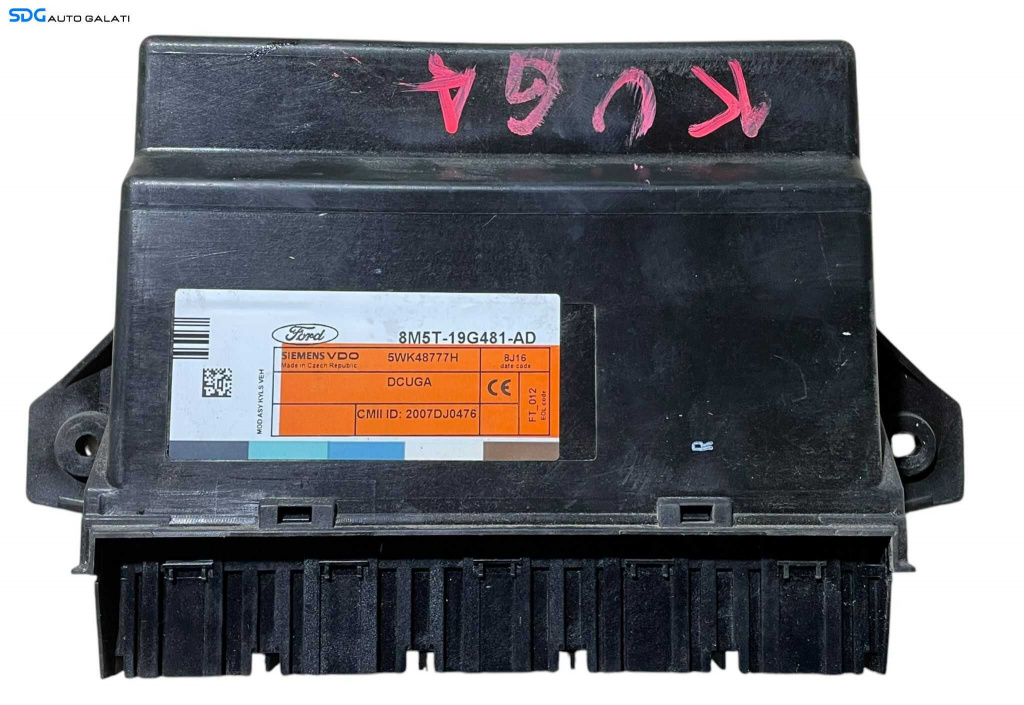 SDG AUTO GALATI
KUGA
Ford
8M5T-19G481-AD
SIEMENS VDO 5WK48777H 8J16
Made in Czech Republic date code
DCUGA
CE
CMII ID: 2007DJ0476
FT_012
EOL code
MOD ASY KYLS VEH
R